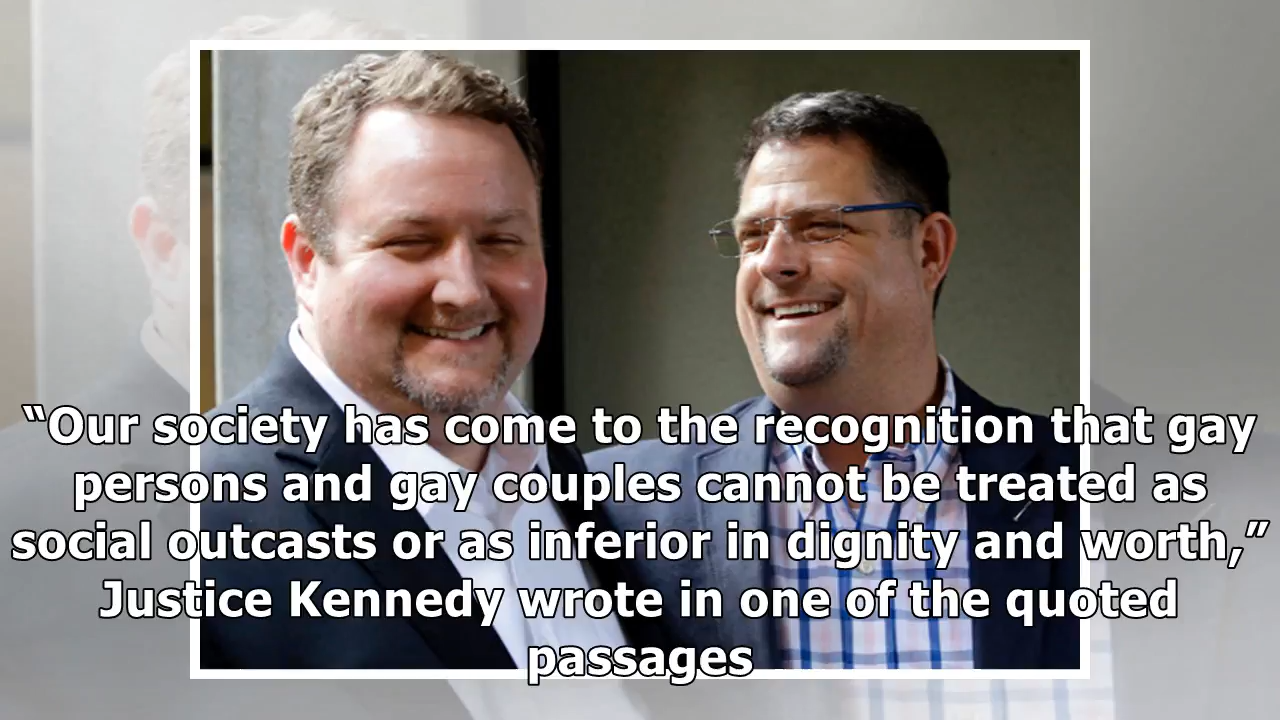 “Our society has come to the recognition that gay
persons and gay couples cannot be treated as
social outcasts or as inferior in dignity and worth,”
Justice Kennedy wrote in one of the quoted
passages